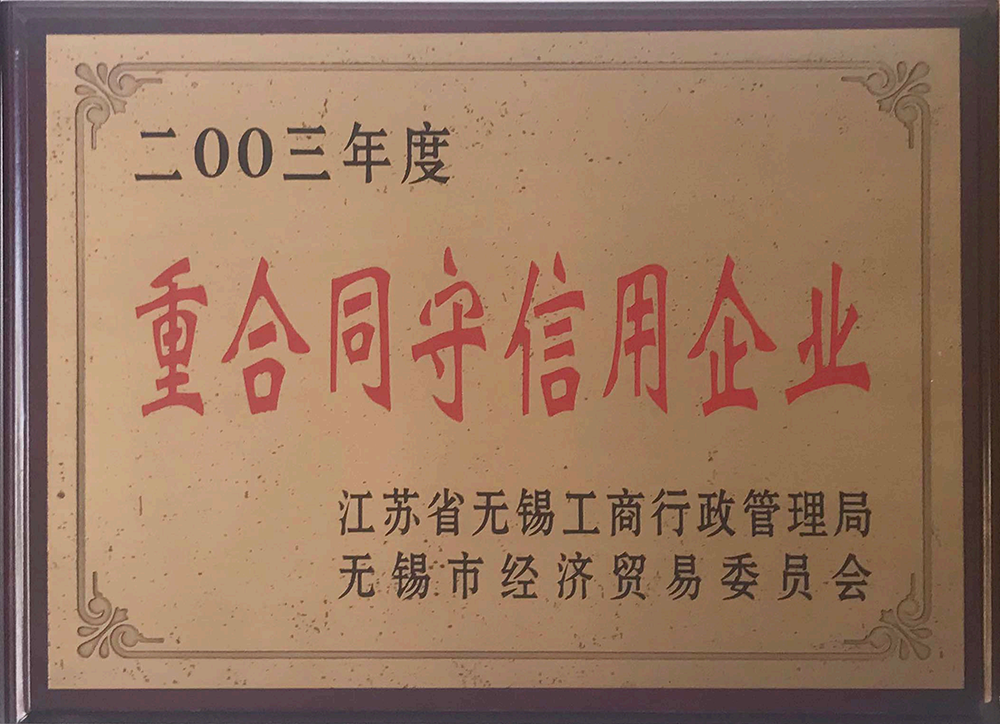 二00三年度
重合同守信用企业
江苏省无锡工商行政管理局
无锡市经济贸易委员会